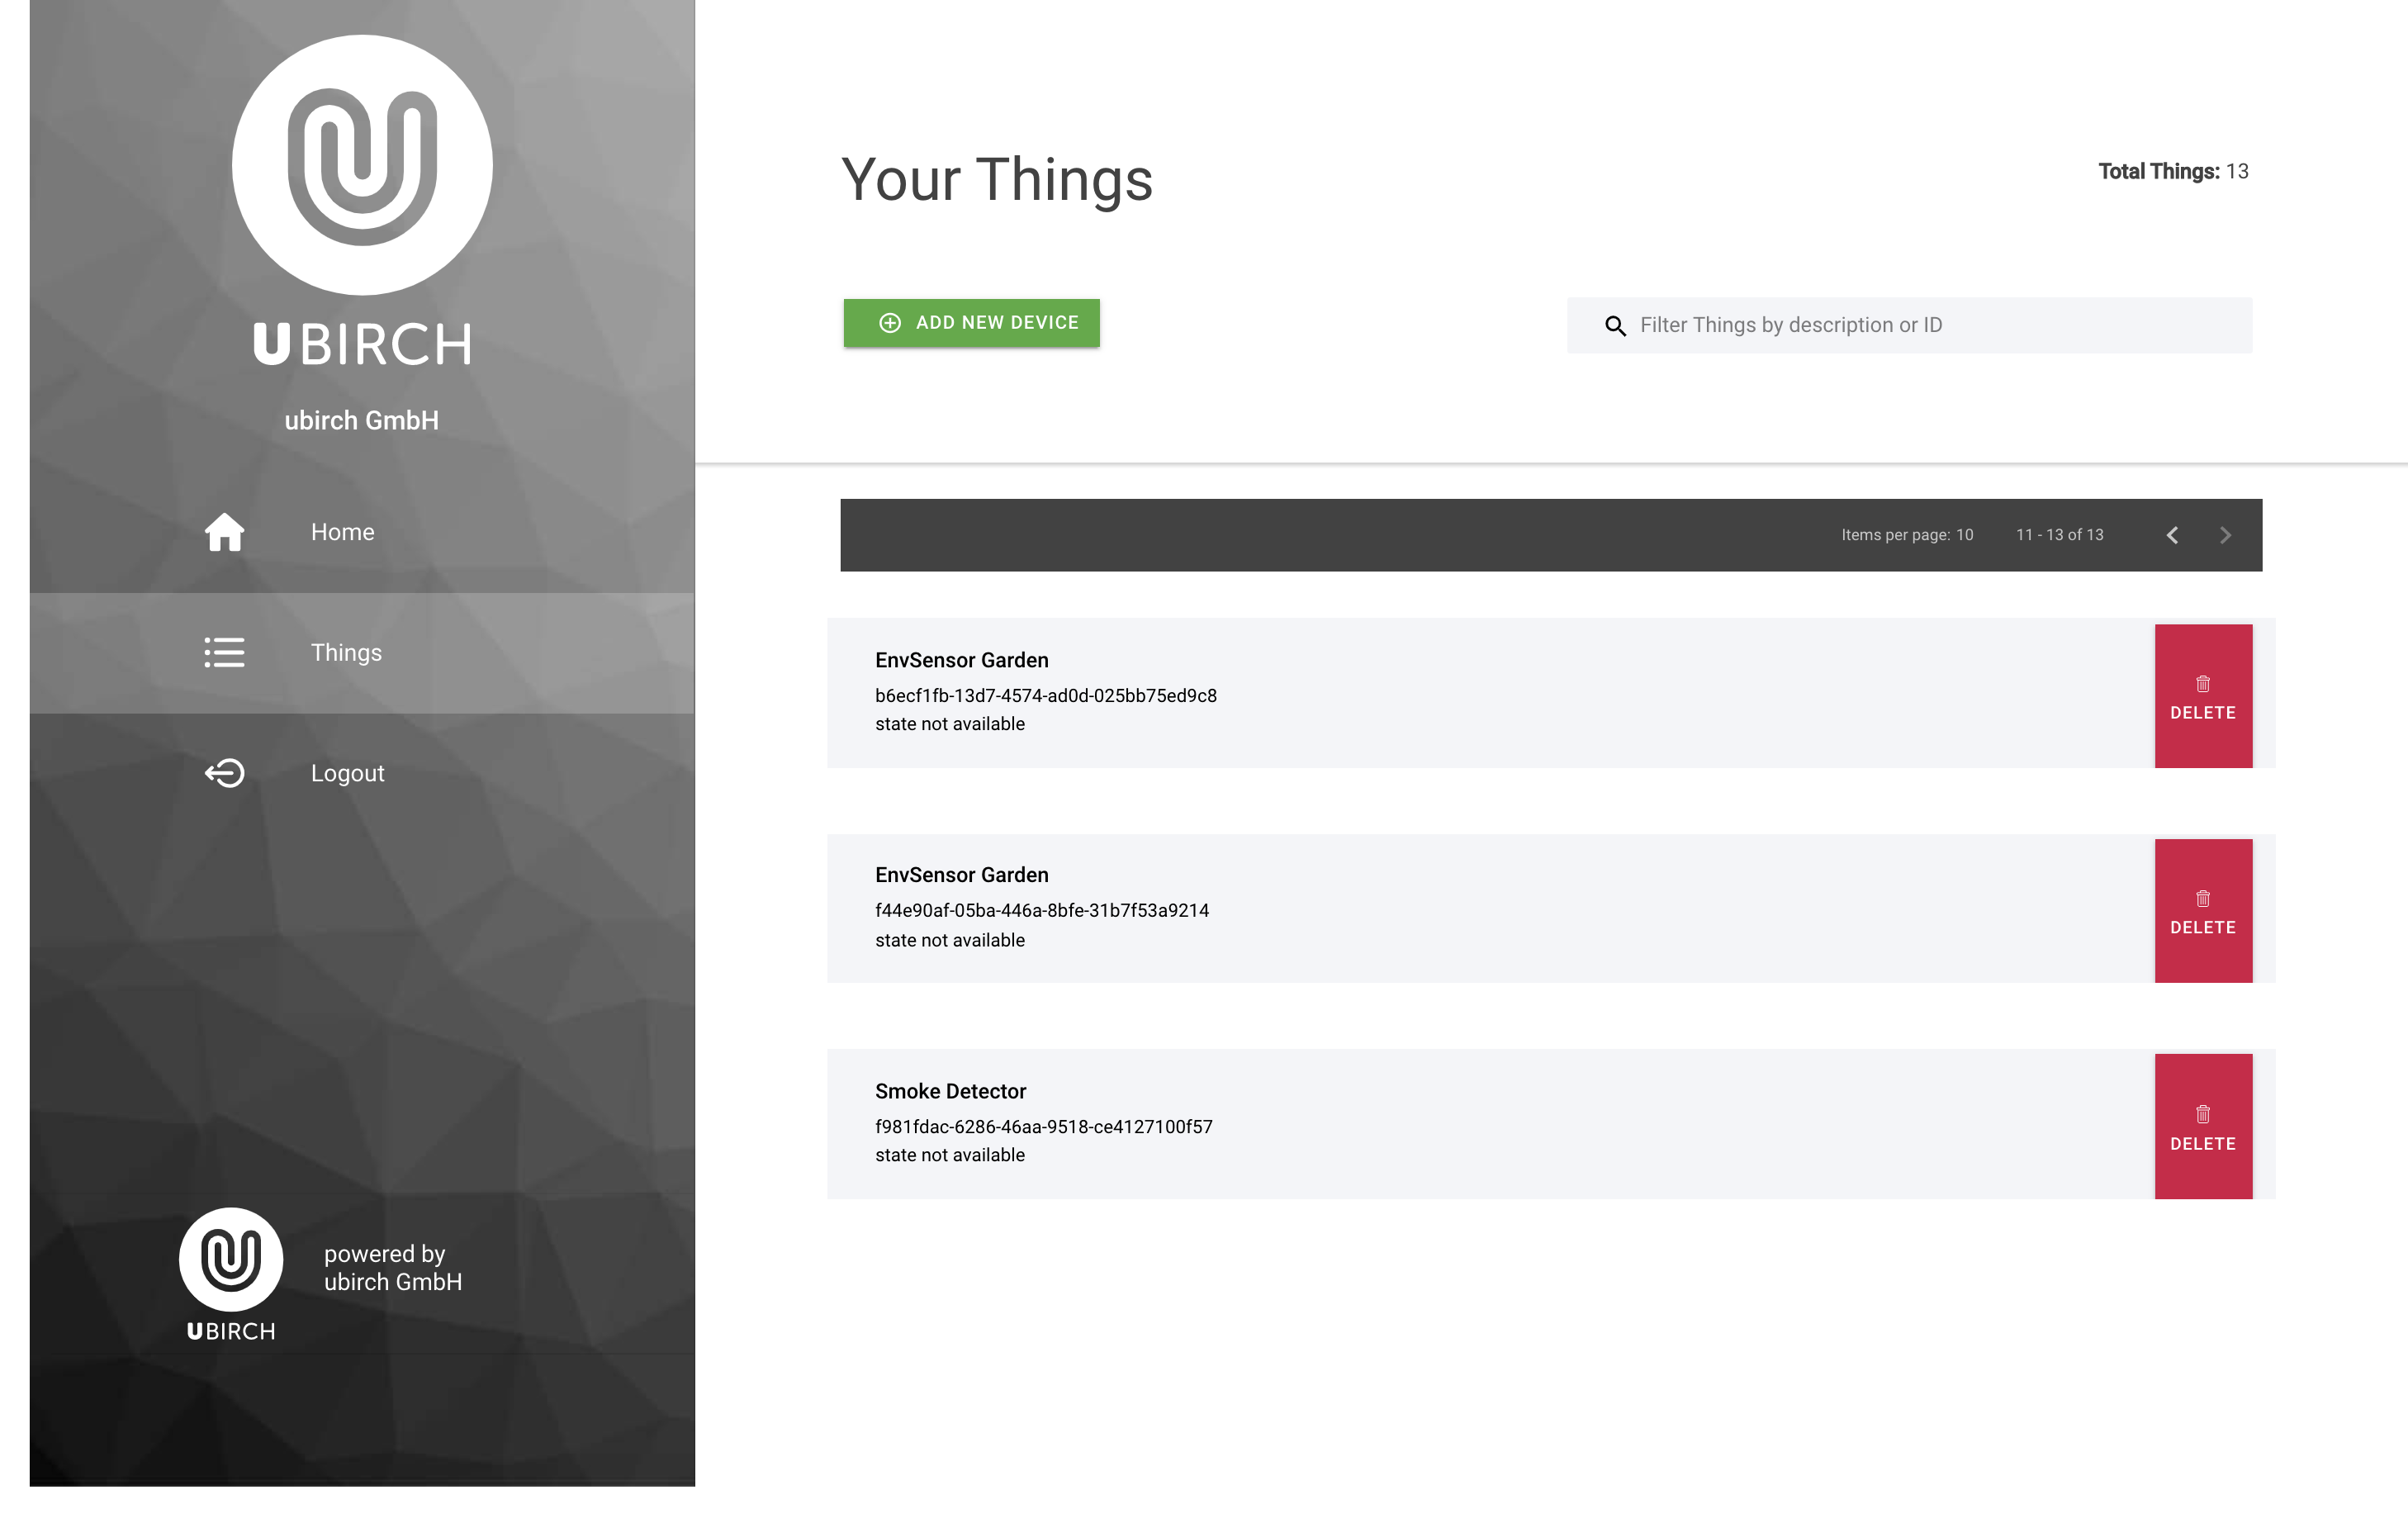 UBIRCH
ubirch GmbH
Home
Things
Logout
powered by
ubirch GmbH
UBIRCH
Your Things
Total Things: 13
ADD NEW DEVICE
Filter Things by description or ID
Items per page: 10 11 - 13 of 13
EnvSensor Garden
b6ecf1fb-13d7-4574-ad0d-025bb75ed9c8
state not available
DELETE
EnvSensor Garden
f44e90af-05ba-446a-8bfe-31b7f53a9214
state not available
DELETE
Smoke Detector
f981fdac-6286-46aa-9518-ce4127100f57
state not available
DELETE